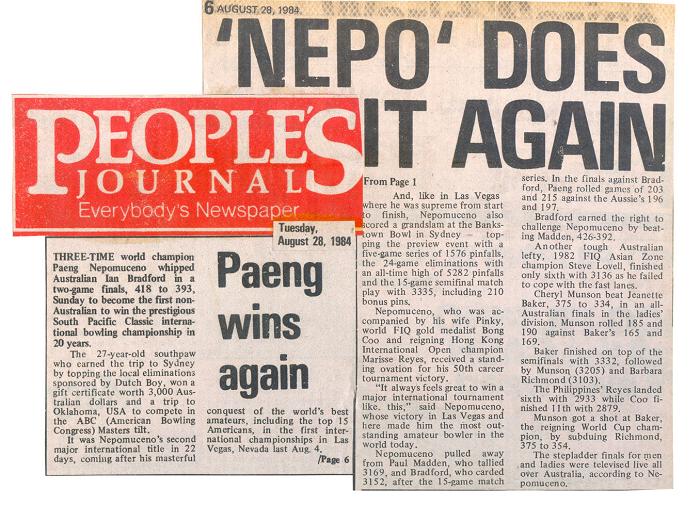 6 AUGUST 28, 1984.
'NEPO' DOES
IT AGAIN
PEOPLE'S
JOURNAL
Everybody's Newspaper
Tuesday,
August 28, 1984
Paeng
wins
again
THREE-TIME world champion
Paeng Nepomuceno whipped
Australian Ian Bradford in a
two-game finals, 418 to 393,
Sunday to become the first non-
Australian to win the prestigious
South Pacific Classic interna-
tional bowling championship in
20 years.
The 27-year-old southpaw
who earned the trip to Sydney
by topping the local eliminations
sponsored by Dutch Boy, won a
gift certificate worth 3,000 Aus-
tralian dollars and a trip to
Oklahoma, USA to compete in
the ABC (American Bowling
Congress) Masters tilt.
It was Nepomuceno's second
major international title in 22
days, coming after his masterful
conquest of the world's best
amateurs, including the top 15
Americans, in the first inter-
national championships in Las
Vegas, Nevada last Aug. 4.
/Page 6
From Page 1
And, like in Las Vegas
where he was supreme from start
to finish, Nepomuceno also
scored a grandslam at the Banks-
town Bowl in Sydney — top-
ping the preview event with a
five-game series of 1576 pinfalls,
the 24-game eliminations with
an all-time high of 5282 pinfalls
and the 15-game semifinal match
play with 3335, including 210
bonus pins.
Nepomuceno, who was ac-
companied by his wife Pinky,
world FIQ gold medalist Bong
Coo and reigning Hong Kong
International Open champion
Marisse Reyes, received a stand-
ing ovation for his 50th career
tournament victory.
"It always feels great to win a
major international tournament
like this," said Nepomuceno,
whose victory in Las Vegas and
here made him the most out-
standing amateur bowler in the
world today.
Nepomuceno pulled away
from Paul Madden, who tallied
3169, and Bradford, who carded
3152, after the 15-game match
series. In the finals against Brad-
ford, Paeng rolled games of 203
and 215 against the Aussie's 196
and 197.
Bradford earned the right to
challenge Nepomuceno by beat-
ing Madden, 426-392.
Another tough Australian
lefty, 1982 FIQ Asian Zone
champion Steve Lovell, finished
only sixth with 3136 as he failed
to cope with the fast lanes.
Cheryl Munson beat Jeanette
Baker, 375 to 334, in an all-
Australian finals in the ladies'
division. Munson rolled 185 and
190 against Baker's 165 and
169.
Baker finished on top of the
semifinals with 3332, followed
by Munson (3205) and Barbara
Richmond (3103).
The Philippines' Reyes landed
sixth with 2933 while Coo fi-
nished 11th with 2879.
Munson got a shot at Baker,
the reigning World Cup cham-
pion, by subduing Richmond,
375 to 354.
The stepladder finals for men
and ladies were televised live all
over Australia, according to Ne-
pomuceno.